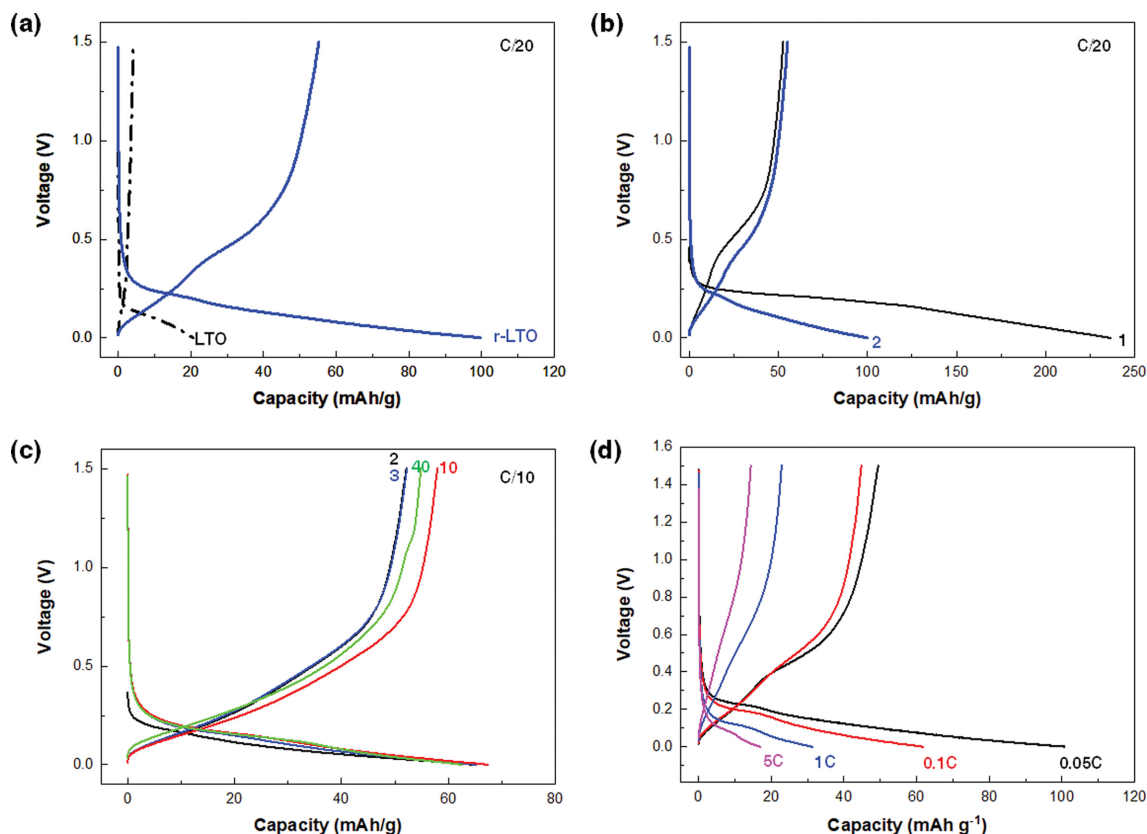 (a)
C/20
1.5
1.0
0.5
0.0
Voltage (V)
LTO
r-LTO
0 20 40 60 80 100 120
Capacity (mAh/g)
(b)
C/20
1.5
1.0
0.5
0.0
Voltage (V)
2
1
0 50 100 150 200 250
Capacity (mAh/g)
(c)
2
3
40
10
C/10
1.5
1.0
0.5
0.0
Voltage (V)
0 20 40 60 80
Capacity (mAh/g)
(d)
1.6
1.4
1.2
1.0
0.8
0.6
0.4
0.2
0.0
Voltage (V)
5C 1C 0.1C 0.05C
0 20 40 60 80 100 120
Capacity (mAh g-1)